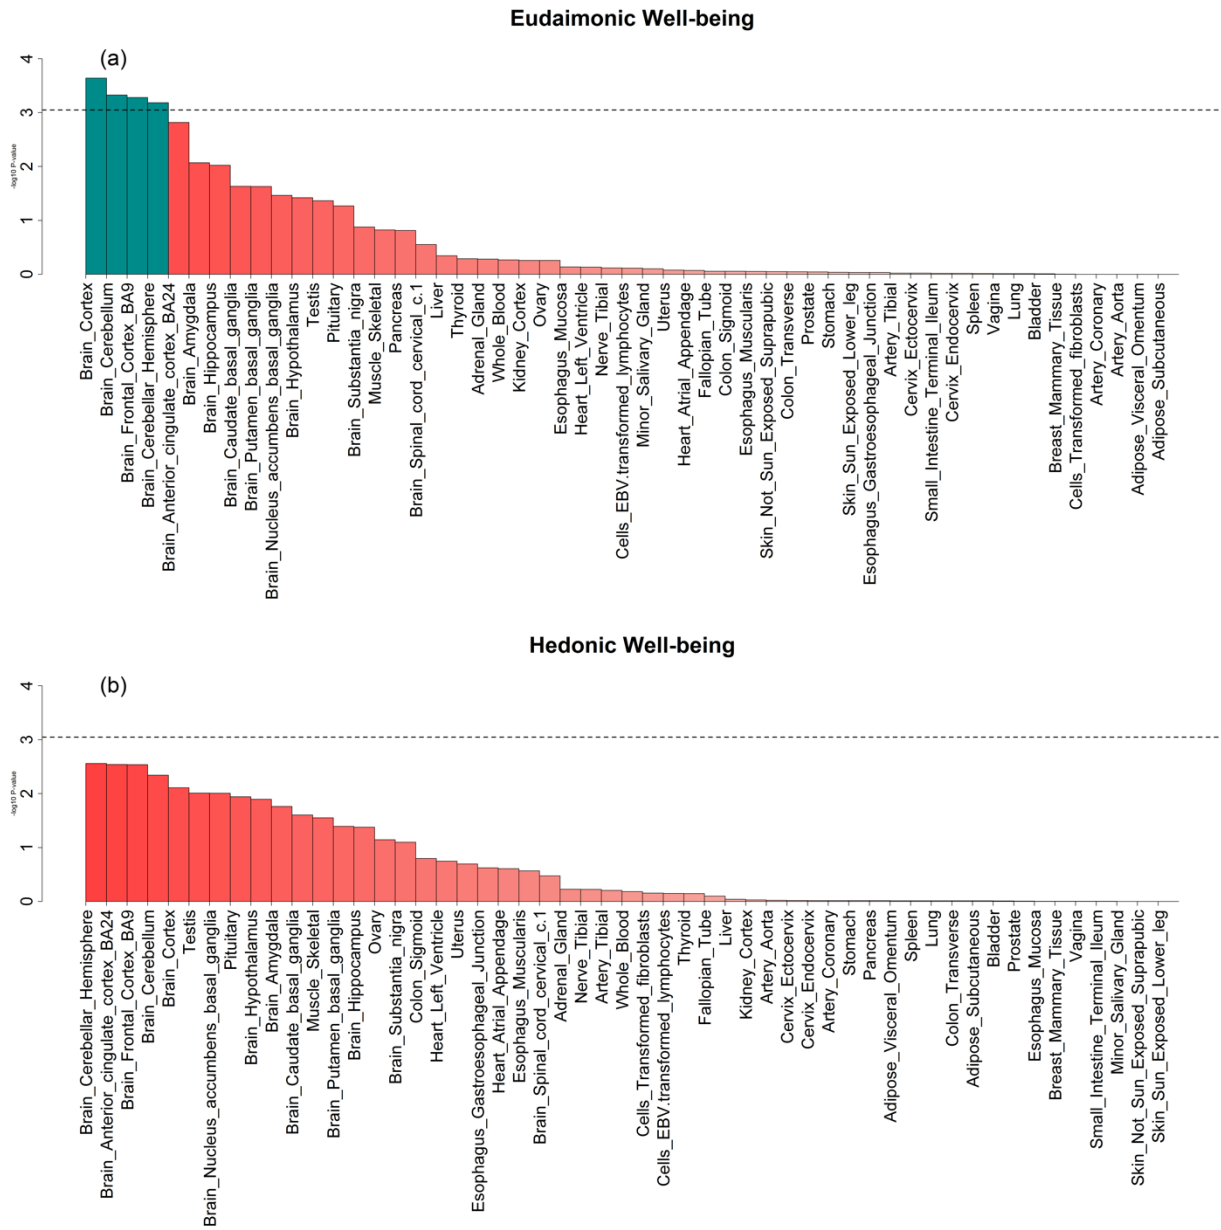 Eudaimonic Well-being
(a)
4
3
2
1
0
-log10 P-value
Brain_Cortex
Brain_Cerebellum
Brain_Frontal_Cortex_BA9
Brain_Cerebellar_Hemisphere
Brain_Anterior_cingulate_cortex_BA24
Brain_Amygdala
Brain_Hippocampus
Brain_Caudate_basal_ganglia
Brain_Putamen_basal_ganglia
Brain_Nucleus_accumbens_basal_ganglia
Brain_Hypothalamus
Testis
Pituitary
Brain_Substantia_nigra
Muscle_Skeletal
Pancreas
Brain_Spinal_cord_cervical_c.1
Liver
Thyroid
Adrenal_Gland
Whole_Blood
Kidney_Cortex
Ovary
Esophagus_Mucosa
Heart_Left_Ventricle
Nerve_Tibial
Cells_EBV.transformed_lymphocytes
Minor_Salivary_Gland
Uterus
Heart_Atrial_Appendage
Fallopian_Tube
Colon_Sigmoid
Esophagus_Muscularis
Skin_Not_Sun_Exposed_Suprapubic
Colon_Transverse
Prostate
Stomach
Skin_Sun_Exposed_Lower_leg
Esophagus_Gastroesophageal_Junction
Artery_Tibial
Cervix_Ectocervix
Small_Intestine_Terminal_Ileum
Cervix_Endocervix
Spleen
Vagina
Lung
Bladder
Breast_Mammary_Tissue
Cells_Transformed_fibroblasts
Artery_Coronary
Artery_Aorta
Adipose_Visceral_Omentum
Adipose_Subcutaneous
Hedonic Well-being
(b)
4
3
2
1
0
-log10 P-value
Brain_Cerebellar_Hemisphere
Brain_Anterior_cingulate_cortex_BA24
Brain_Frontal_Cortex_BA9
Brain_Cerebellum
Brain_Cortex
Testis
Brain_Nucleus_accumbens_basal_ganglia
Pituitary
Brain_Hypothalamus
Brain_Amygdala
Brain_Caudate_basal_ganglia
Muscle_Skeletal
Brain_Putamen_basal_ganglia
Brain_Hippocampus
Ovary
Brain_Substantia_nigra
Colon_Sigmoid
Heart_Left_Ventricle
Uterus
Esophagus_Gastroesophageal_Junction
Heart_Atrial_Appendage
Esophagus_Muscularis
Brain_Spinal_cord_cervical_c.1
Adrenal_Gland
Nerve_Tibial
Artery_Tibial
Whole_Blood
Cells_Transformed_fibroblasts
Cells_EBV.transformed_lymphocytes
Thyroid
Fallopian_Tube
Liver
Kidney_Cortex
Artery_Aorta
Cervix_Ectocervix
Cervix_Endocervix
Artery_Coronary
Stomach
Pancreas
Adipose_Visceral_Omentum
Spleen
Lung
Colon_Transverse
Adipose_Subcutaneous
Bladder
Prostate
Esophagus_Mucosa
Breast_Mammary_Tissue
Vagina
Small_Intestine_Terminal_Ileum
Minor_Salivary_Gland
Skin_Not_Sun_Exposed_Suprapubic
Skin_Sun_Exposed_Lower_leg